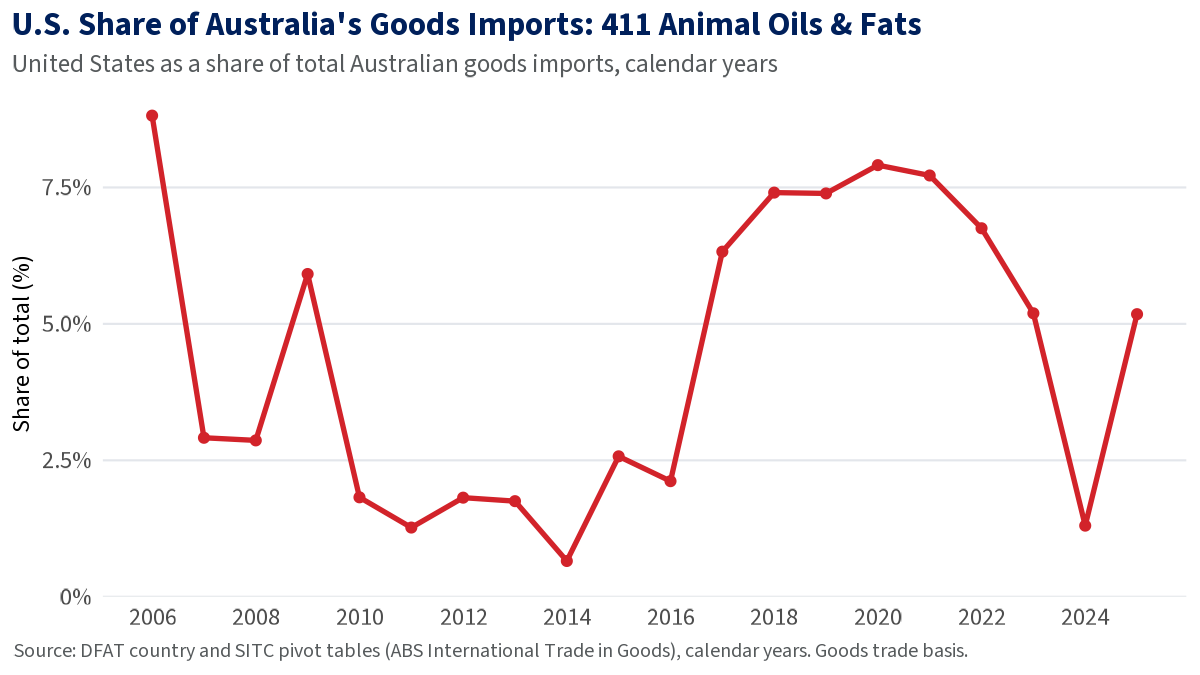 U.S. Share of Australia's Goods Imports: 411 Animal Oils & Fats
United States as a share of total Australian goods imports, calendar years
Share of total (%)
7.5%
5.0%
2.5%
0%
2006 2008 2010 2012 2014 2016 2018 2020 2022 2024
Source: DFAT country and SITC pivot tables (ABS International Trade in Goods), calendar years. Goods trade basis.